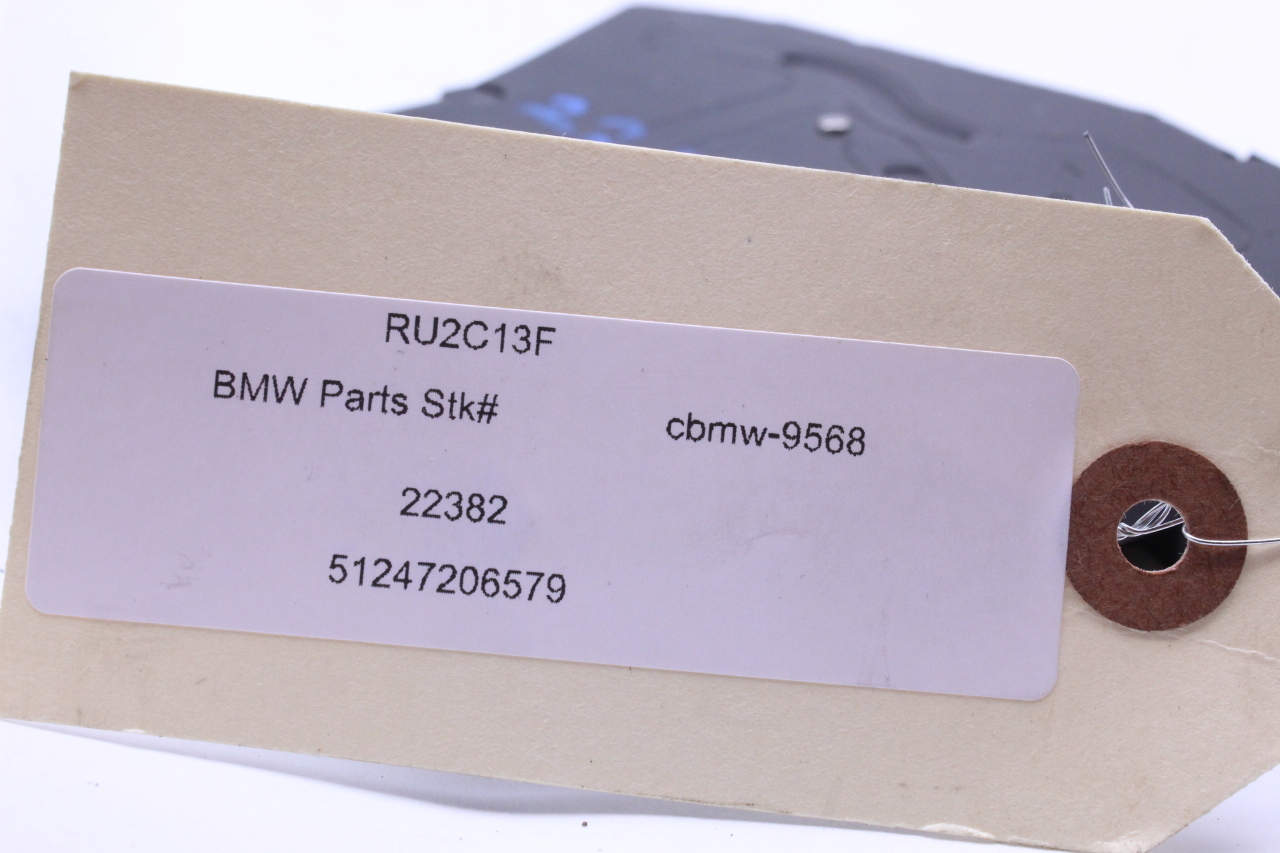 RU2C13F
BMW Parts Stk# cbmw-9568
22382
51247206579